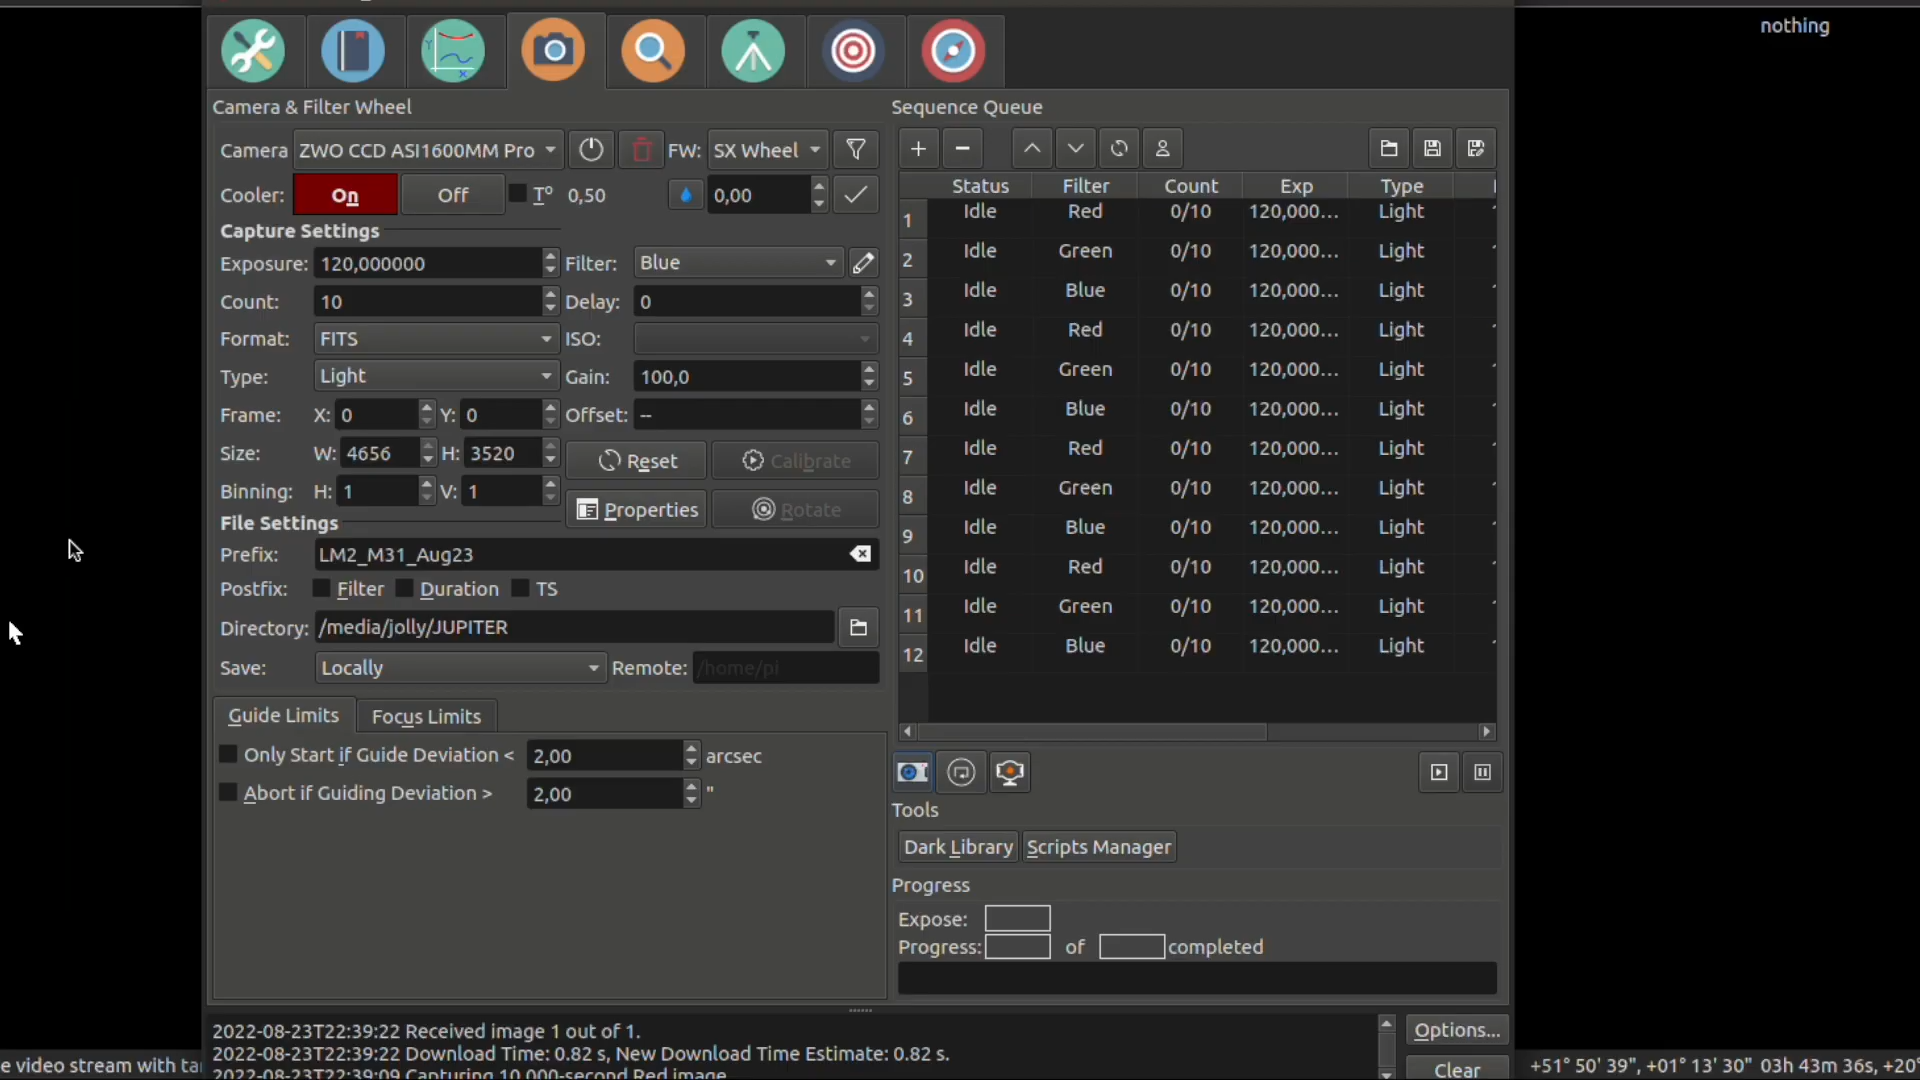 nothing
Camera & Filter Wheel
Camera ZWO CCD ASI1600MM Pro FW: SX Wheel
Cooler: On Off T° 0,50 0,00
Capture Settings
Exposure: 120,000000 Filter: Blue
Count: 10 Delay: 0
Format: FITS ISO:
Type: Light Gain: 100,0
Frame: X: 0 Y: 0 Offset: --
Size: W: 4656 H: 3520 Reset Calibrate
Binning: H: 1 V: 1 Properties Rotate
File Settings
Prefix: LM2_M31_Aug23
Postfix: Filter Duration TS
Directory: /media/jolly/JUPITER
Save: Locally Remote: /home/pi
Guide Limits Focus Limits
Only Start if Guide Deviation < 2,00 arcsec
Abort if Guiding Deviation > 2,00 "
Sequence Queue
Status Filter Count Exp Type
1 Idle Red 0/10 120,000... Light
2 Idle Green 0/10 120,000... Light
3 Idle Blue 0/10 120,000... Light
4 Idle Red 0/10 120,000... Light
5 Idle Green 0/10 120,000... Light
6 Idle Blue 0/10 120,000... Light
7 Idle Red 0/10 120,000... Light
8 Idle Green 0/10 120,000... Light
9 Idle Blue 0/10 120,000... Light
10 Idle Red 0/10 120,000... Light
11 Idle Green 0/10 120,000... Light
12 Idle Blue 0/10 120,000... Light
Tools
Dark Library Scripts Manager
Progress
Expose:
Progress: of completed
2022-08-23T22:39:22 Received image 1 out of 1.
2022-08-23T22:39:22 Download Time: 0.82 s, New Download Time Estimate: 0.82 s.
2022-08-23T22:39:09 Capturing 10.000-second Red image
Options...
Clear
e video stream with
+51° 50' 39", +01° 13' 30" 03h 43m 36s, +20°